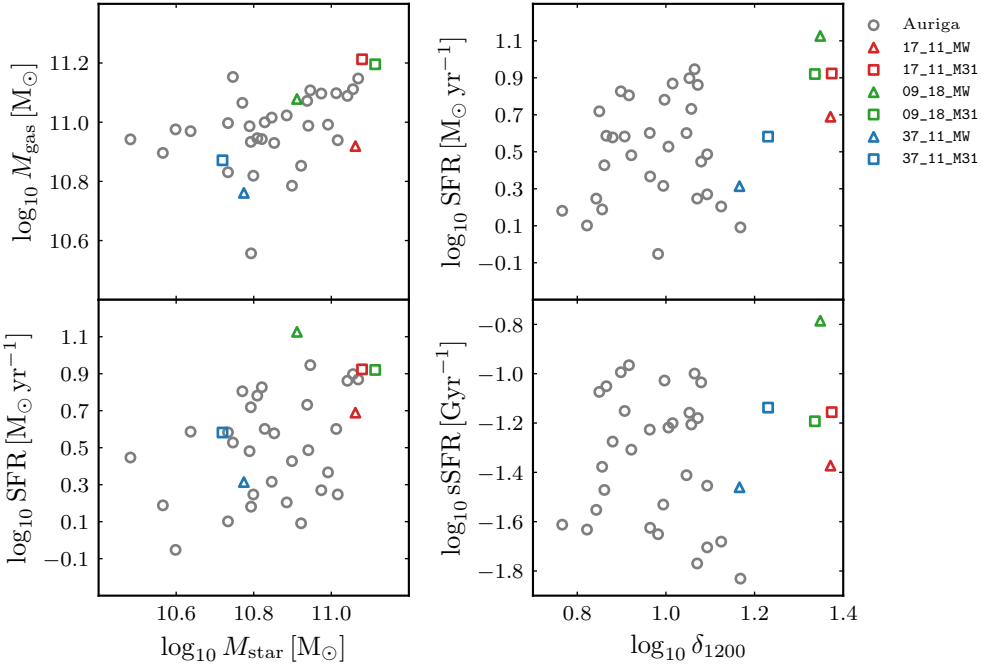 log₁₀ M_gas [M⊙]
11.2
11.0
10.8
10.6
log₁₀ SFR [M⊙ yr⁻¹]
1.1
0.9
0.7
0.5
0.3
0.1
−0.1
Auriga
17_11_MW
17_11_M31
09_18_MW
09_18_M31
37_11_MW
37_11_M31
log₁₀ SFR [M⊙ yr⁻¹]
1.1
0.9
0.7
0.5
0.3
0.1
−0.1
10.6 10.8 11.0
log₁₀ M_star [M⊙]
log₁₀ sSFR [Gyr⁻¹]
−0.8
−1.0
−1.2
−1.4
−1.6
−1.8
0.8 1.0 1.2 1.4
log₁₀ δ₁₂₀₀